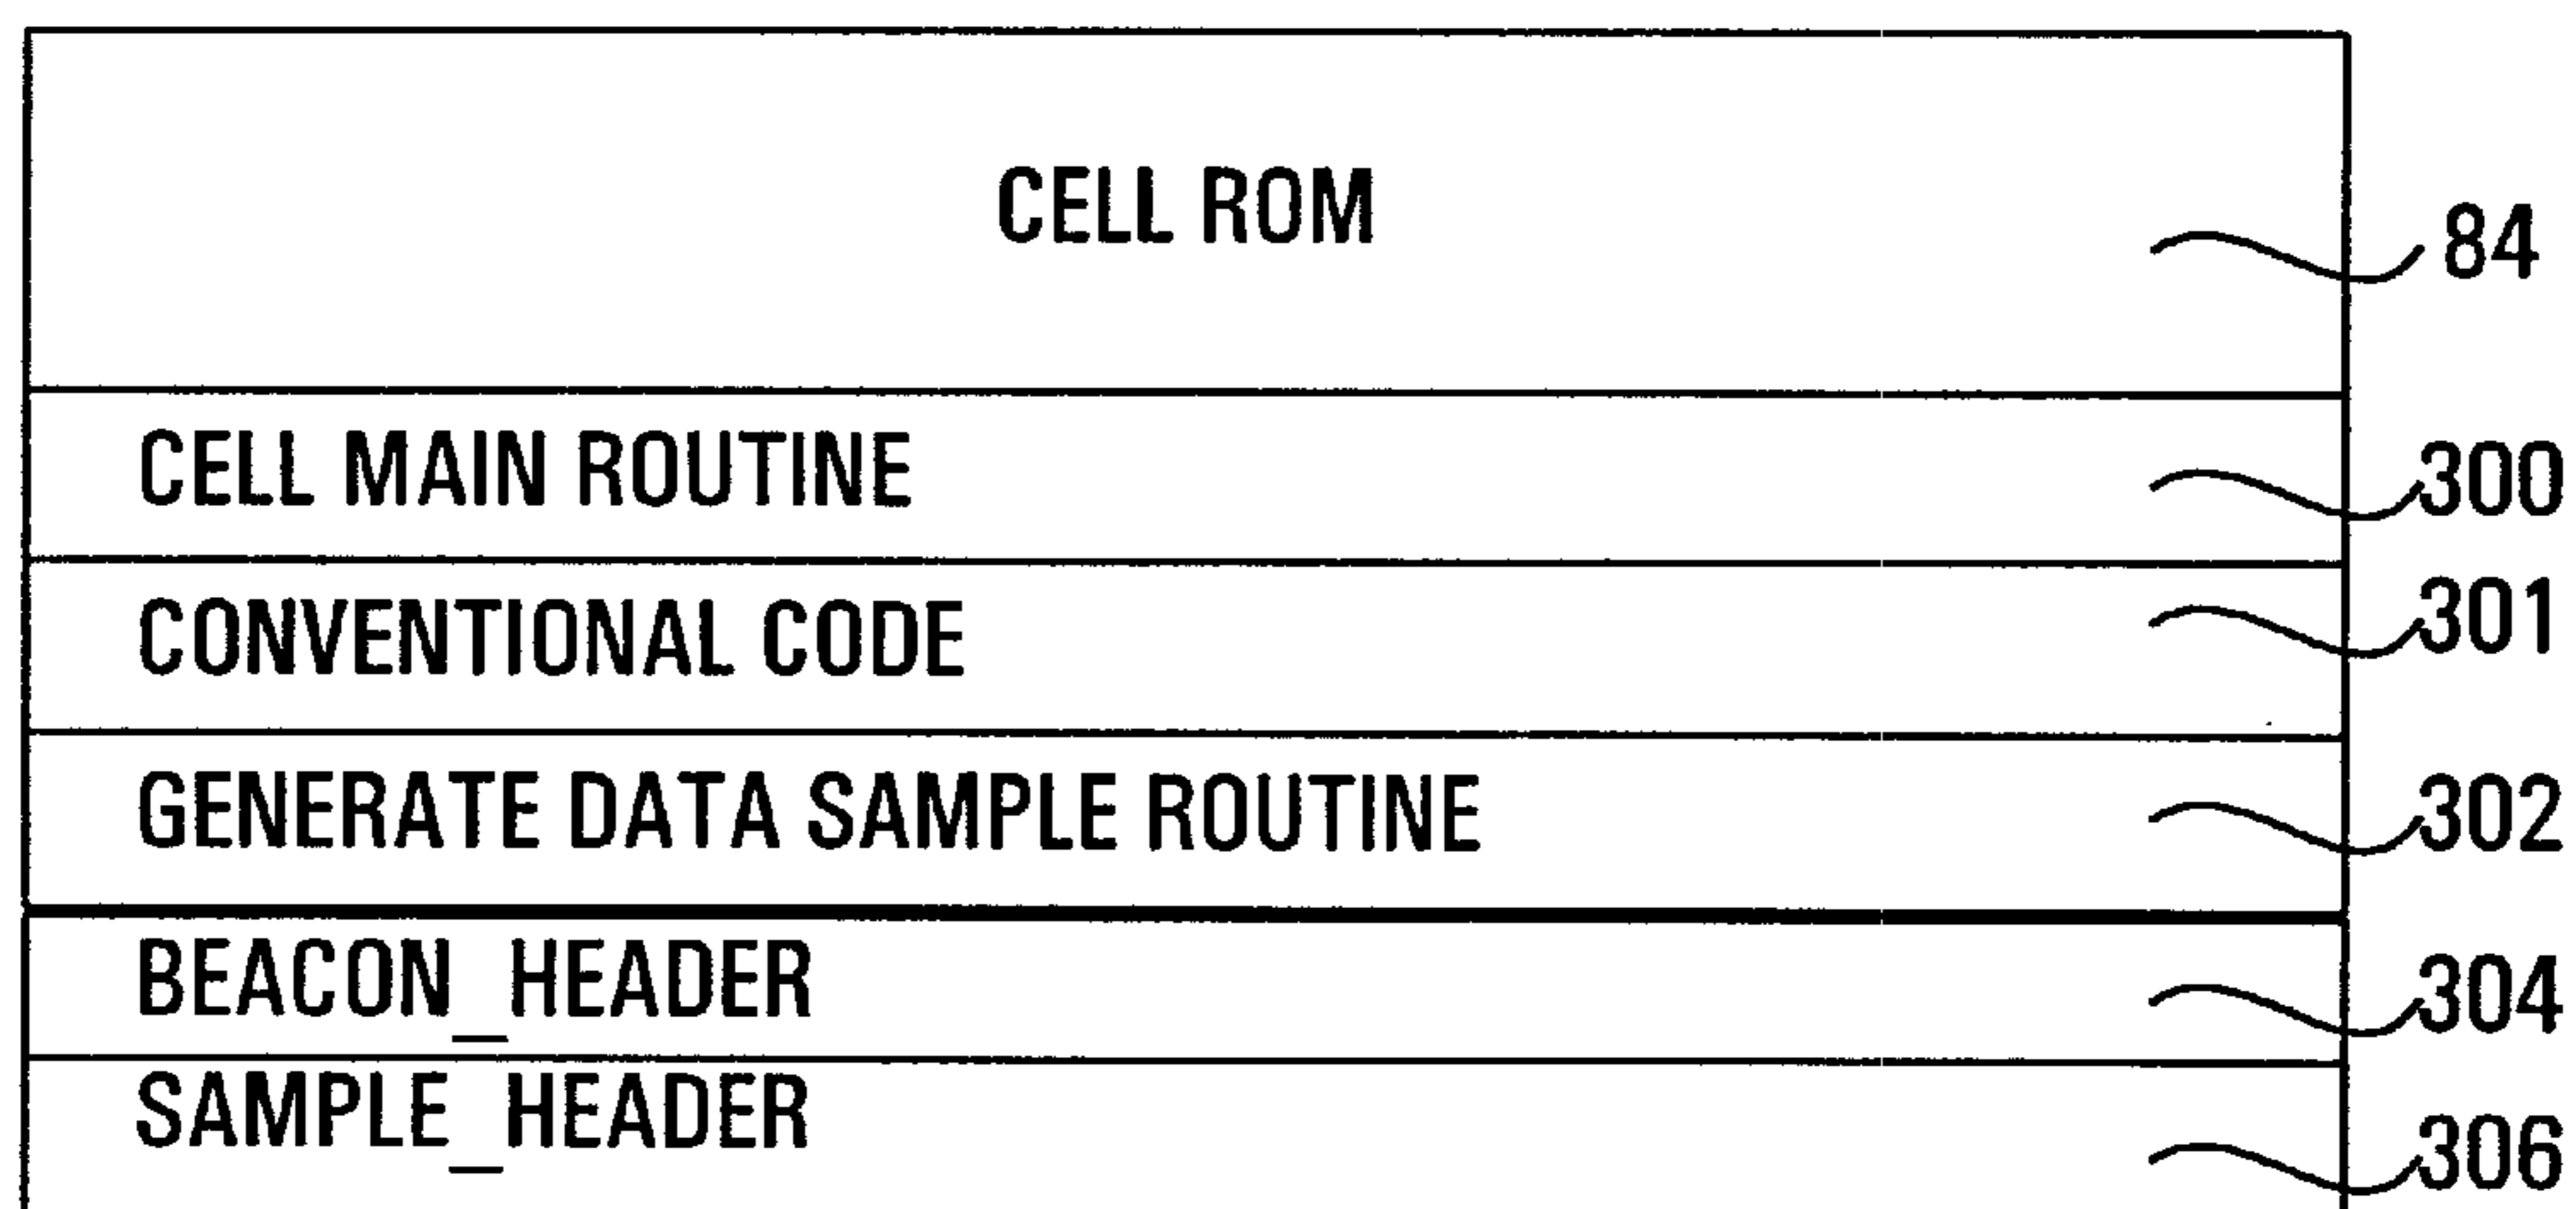 CELL ROM 84
CELL MAIN ROUTINE 300
CONVENTIONAL CODE 301
GENERATE DATA SAMPLE ROUTINE 302
BEACON_HEADER 304
SAMPLE_HEADER 306